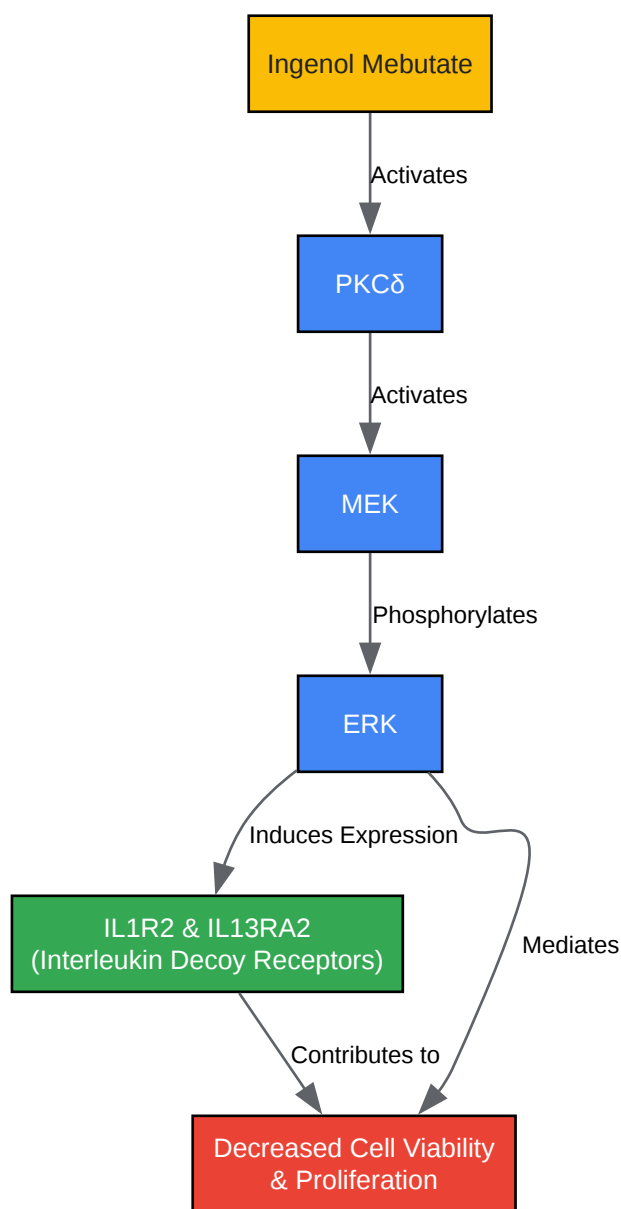 Ingenol Mebutate
Activates
PKCδ
Activates
MEK
Phosphorylates
ERK
Induces Expression
IL1R2 & IL13RA2
(Interleukin Decoy Receptors)
Mediates
Contributes to
Decreased Cell Viability
& Proliferation